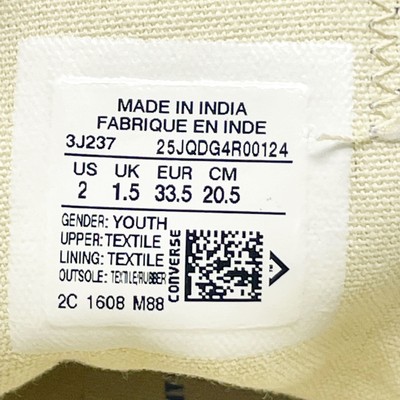 MADE IN INDIA
FABRIQUE EN INDE
3J237 25JQDG4R00124
US UK EUR CM
2 1.5 33.5 20.5
GENDER: YOUTH
UPPER: TEXTILE
LINING: TEXTILE
OUTSOLE: TEXTILE/RUBBER
2C 1608 M88
CONVERSE
TM